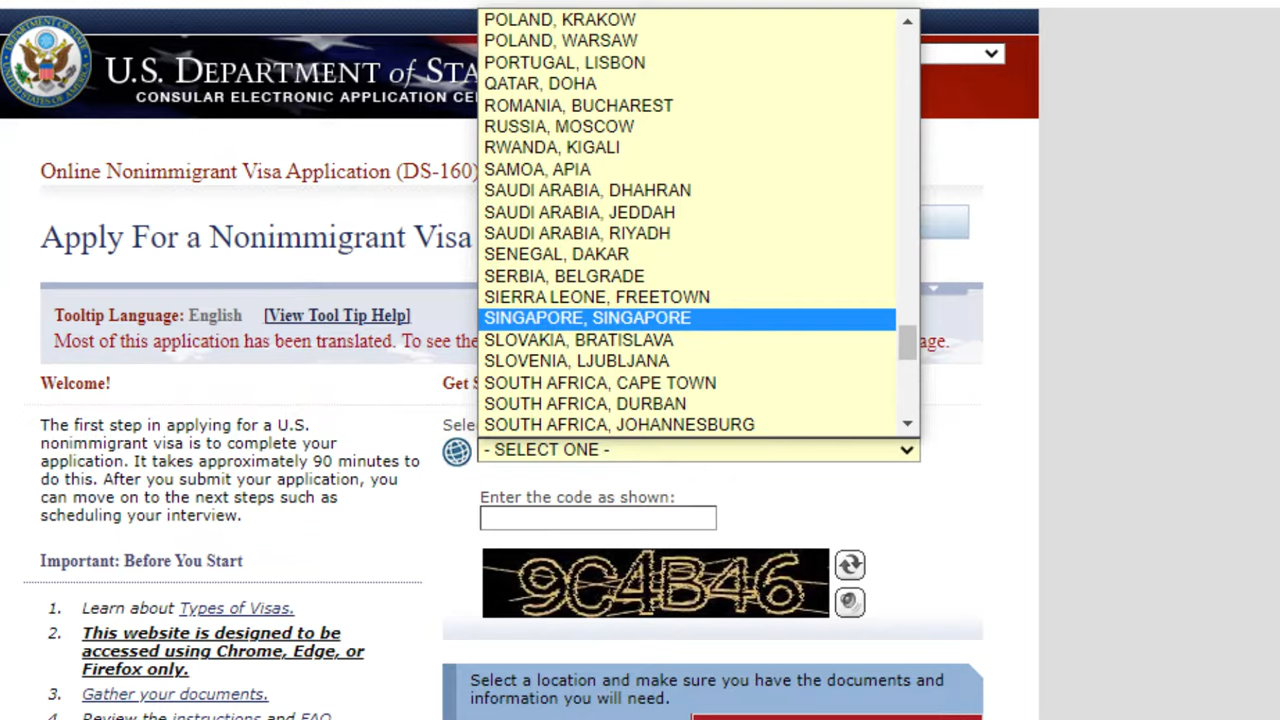 U.S. DEPARTMENT of STA
CONSULAR ELECTRONIC APPLICATION CE
Online Nonimmigrant Visa Application (DS-160)
Apply For a Nonimmigrant Visa
Tooltip Language: English [View Tool Tip Help]
Most of this application has been translated. To see the
age.
POLAND, KRAKOW
POLAND, WARSAW
PORTUGAL, LISBON
QATAR, DOHA
ROMANIA, BUCHAREST
RUSSIA, MOSCOW
RWANDA, KIGALI
SAMOA, APIA
SAUDI ARABIA, DHAHRAN
SAUDI ARABIA, JEDDAH
SAUDI ARABIA, RIYADH
SENEGAL, DAKAR
SERBIA, BELGRADE
SIERRA LEONE, FREETOWN
SINGAPORE, SINGAPORE
SLOVAKIA, BRATISLAVA
SLOVENIA, LJUBLJANA
SOUTH AFRICA, CAPE TOWN
SOUTH AFRICA, DURBAN
SOUTH AFRICA, JOHANNESBURG
- SELECT ONE -
Welcome!
The first step in applying for a U.S.
nonimmigrant visa is to complete your
application. It takes approximately 90 minutes to
do this. After you submit your application, you
can move on to the next steps such as
scheduling your interview.
Important: Before You Start
1. Learn about Types of Visas.
2. This website is designed to be
accessed using Chrome, Edge, or
Firefox only.
3. Gather your documents.
4. Review the instructions and FAQ
Get S
Sele
Enter the code as shown:
9C4B46
Select a location and make sure you have the documents and
information you will need.